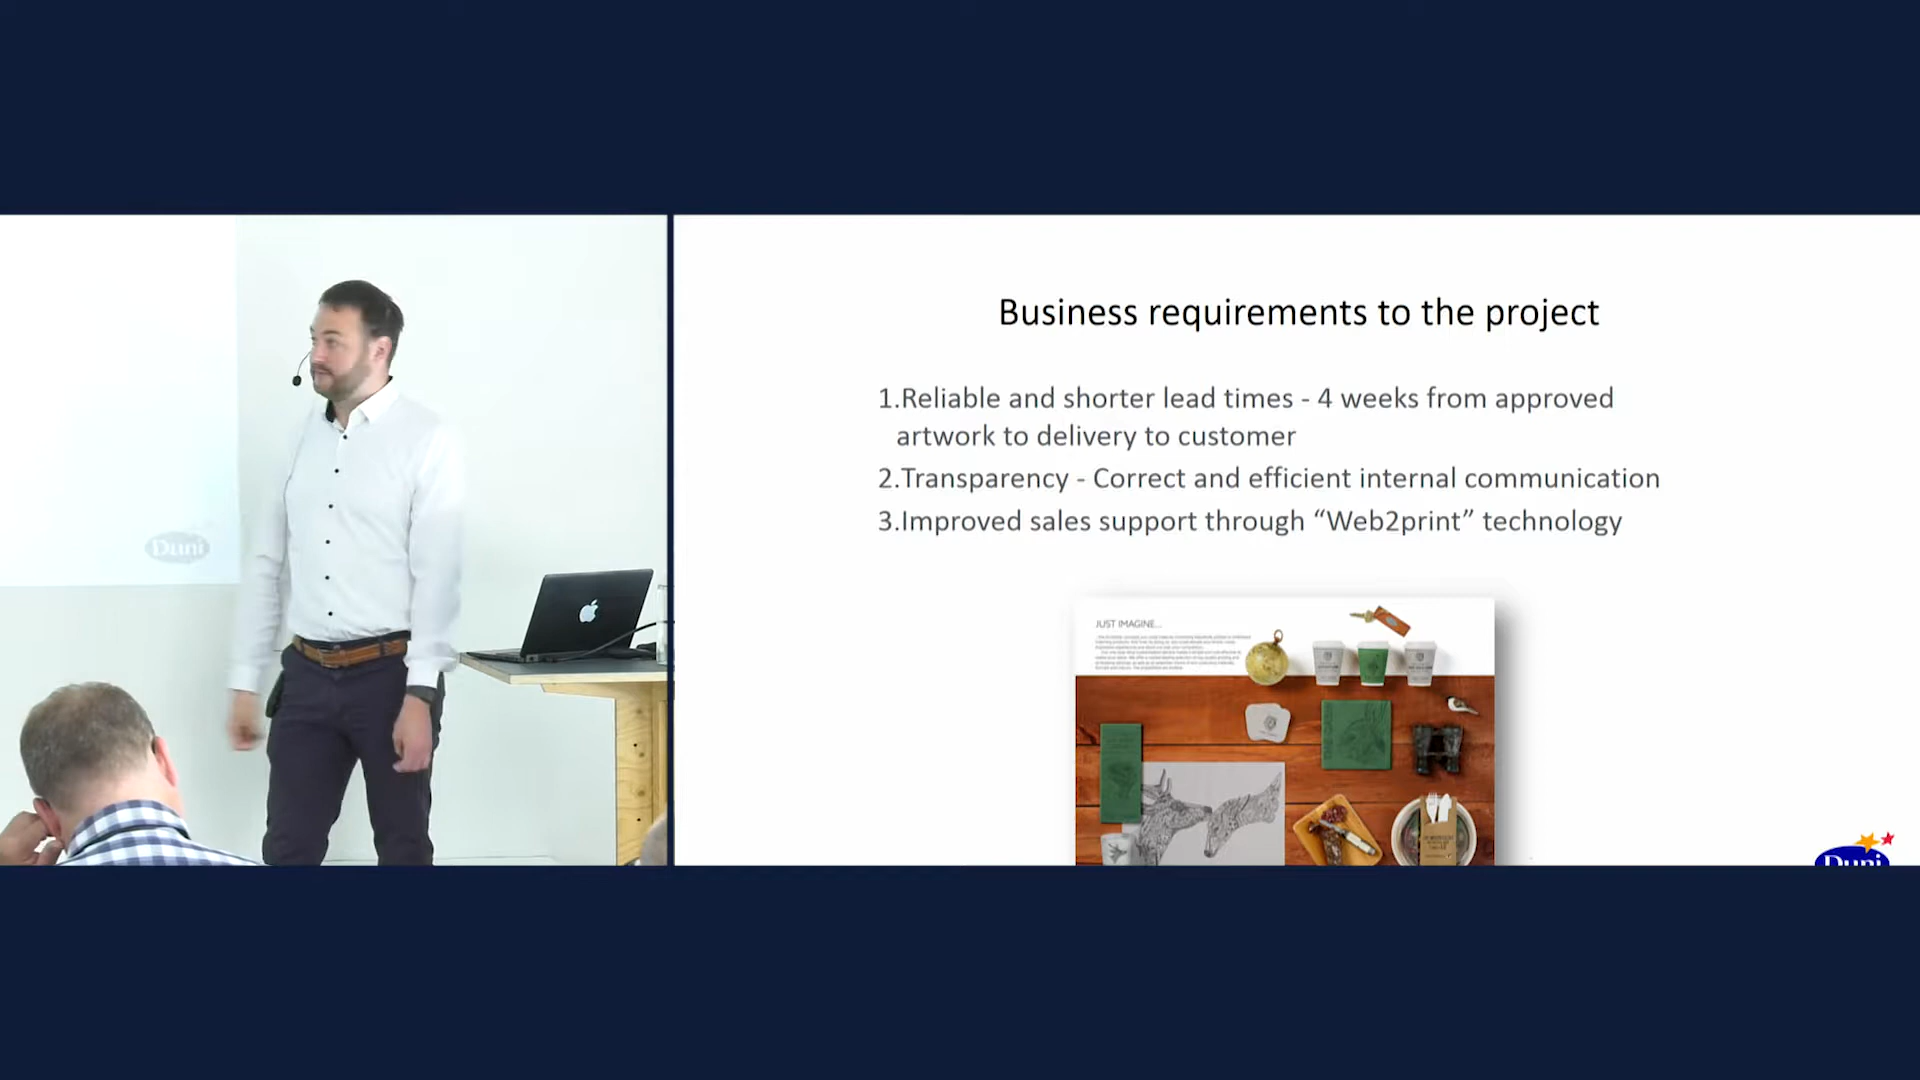 Duni
Business requirements to the project
1.Reliable and shorter lead times - 4 weeks from approved
artwork to delivery to customer
2.Transparency - Correct and efficient internal communication
3.Improved sales support through “Web2print” technology
JUST IMAGINE...
Duni